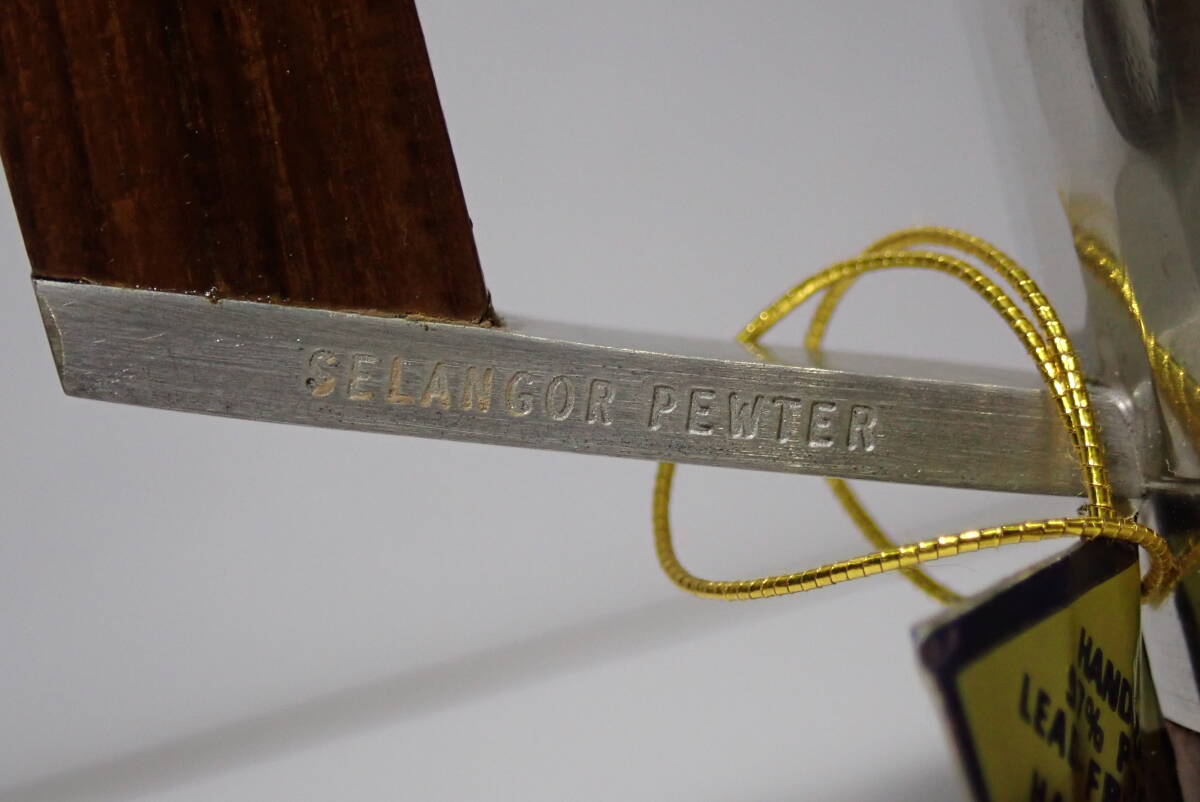 SELANGOR PEWTER
HAND
97% P
LEAD FR